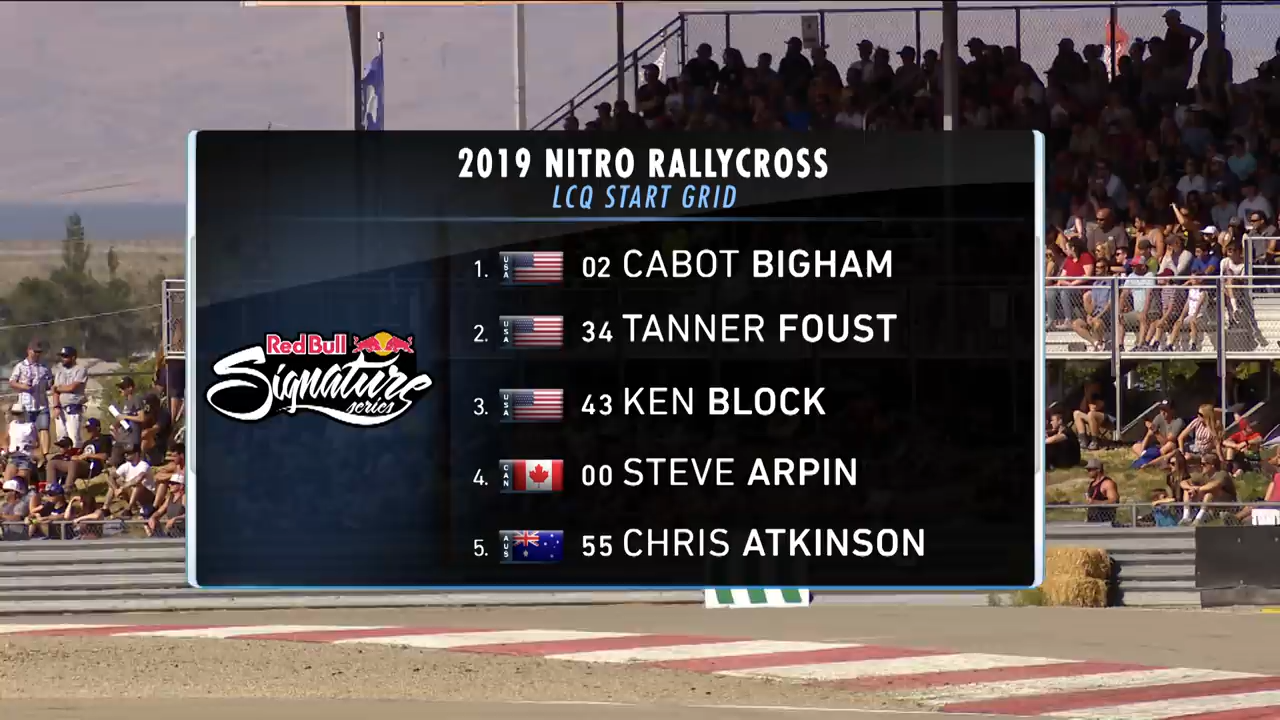 2019 NITRO RALLYCROSS
LCQ START GRID
1. USA 02 CABOT BIGHAM
2. USA 34 TANNER FOUST
3. USA 43 KEN BLOCK
4. CAN 00 STEVE ARPIN
5. AUS 55 CHRIS ATKINSON
Red Bull
Signature
series